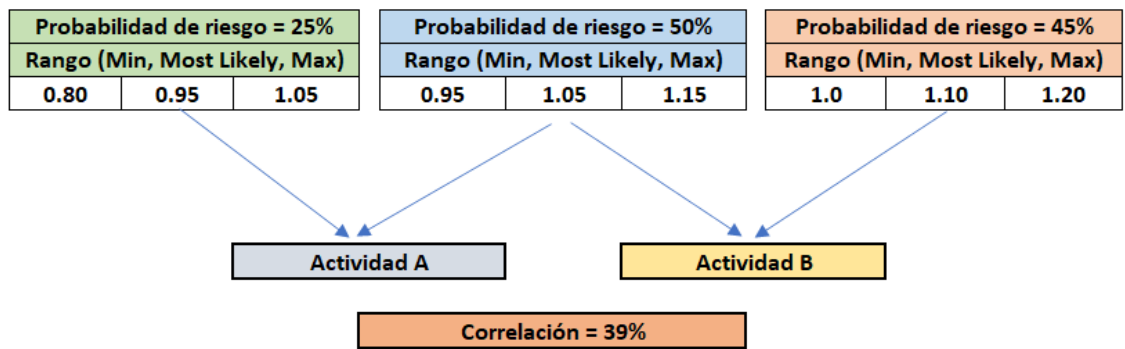 Probabilidad de riesgo = 25%
Rango (Min, Most Likely, Max)
0.80 0.95 1.05
Probabilidad de riesgo = 50%
Rango (Min, Most Likely, Max)
0.95 1.05 1.15
Probabilidad de riesgo = 45%
Rango (Min, Most Likely, Max)
1.0 1.10 1.20
Actividad A
Actividad B
Correlación = 39%